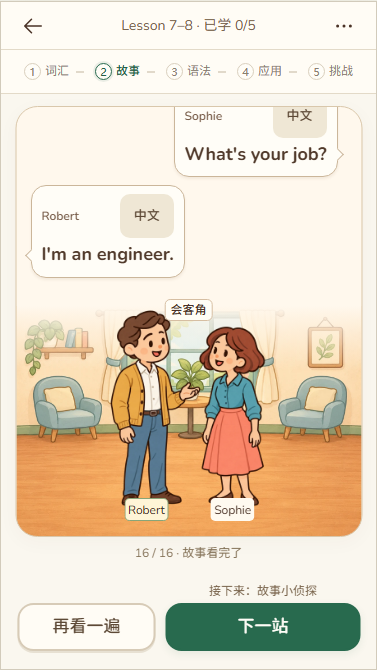 Lesson 7–8 · 已学 0/5
1 词汇 – 2 故事 – 3 语法 – 4 应用 – 5 挑战
Sophie 中文
What's your job?
Robert 中文
I'm an engineer.
会客角
Robert Sophie
16 / 16 · 故事看完了
接下来：故事小侦探
再看一遍 下一站